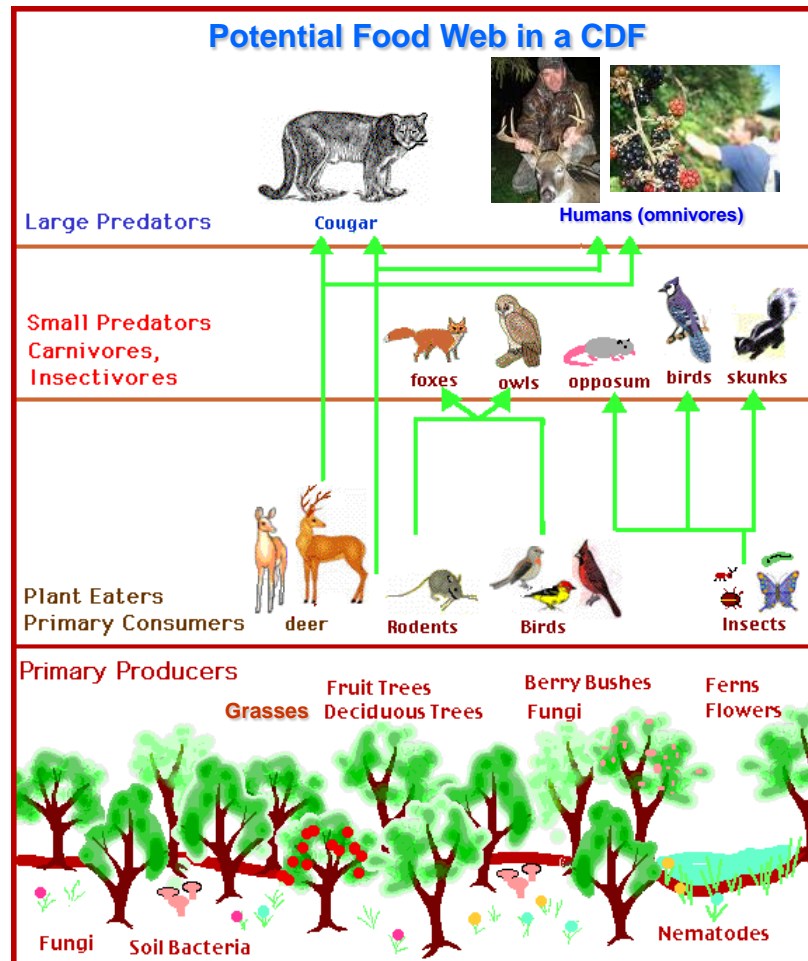 Potential Food Web in a CDF
Large Predators
Cougar
Humans (omnivores)
Small Predators
Carnivores,
Insectivores
foxes
owls
opposum
birds
skunks
Plant Eaters
Primary Consumers
deer
Rodents
Birds
Insects
Primary Producers
Grasses
Fruit Trees
Deciduous Trees
Berry Bushes
Fungi
Ferns
Flowers
Fungi
Soil Bacteria
Nematodes